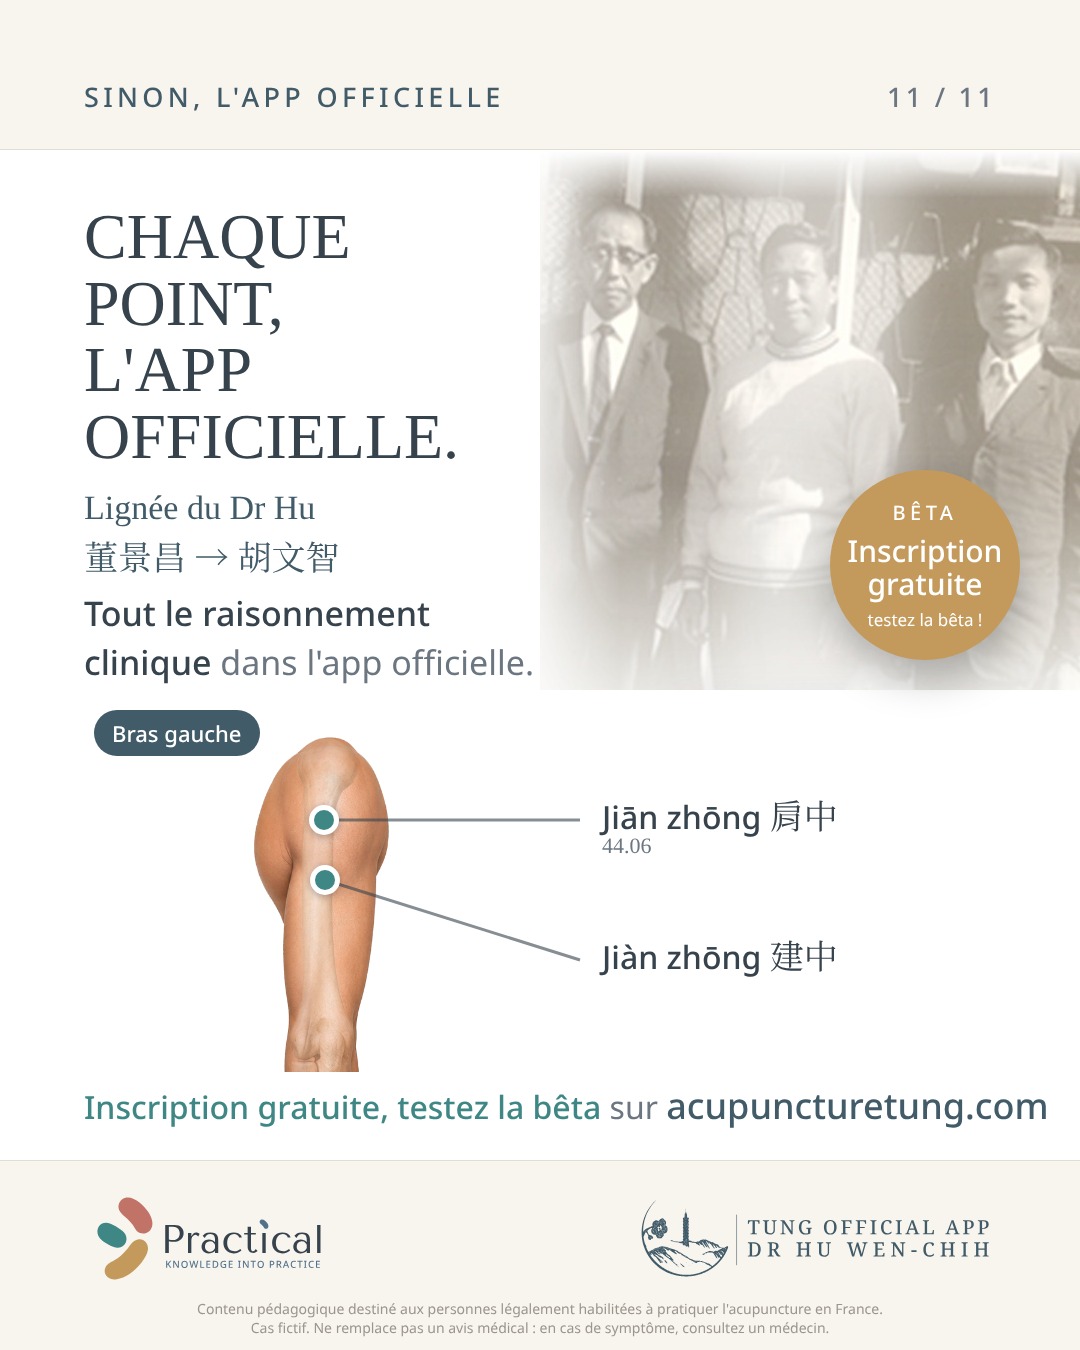 SINON, L'APP OFFICIELLE
11 / 11
CHAQUE
POINT,
L'APP
OFFICIELLE.
Lignée du Dr Hu
董景昌 → 胡文智
Tout le raisonnement
clinique dans l'app officielle.
BÊTA
Inscription
gratuite
testez la bêta !
Bras gauche
Jiān zhōng 肩中
44.06
Jiàn zhōng 建中
Inscription gratuite, testez la bêta sur acupuncturetung.com
Practical
KNOWLEDGE INTO PRACTICE
TUNG OFFICIAL APP
DR HU WEN-CHIH
Contenu pédagogique destiné aux personnes légalement habilitées à pratiquer l'acupuncture en France.
Cas fictif. Ne remplace pas un avis médical : en cas de symptôme, consultez un médecin.